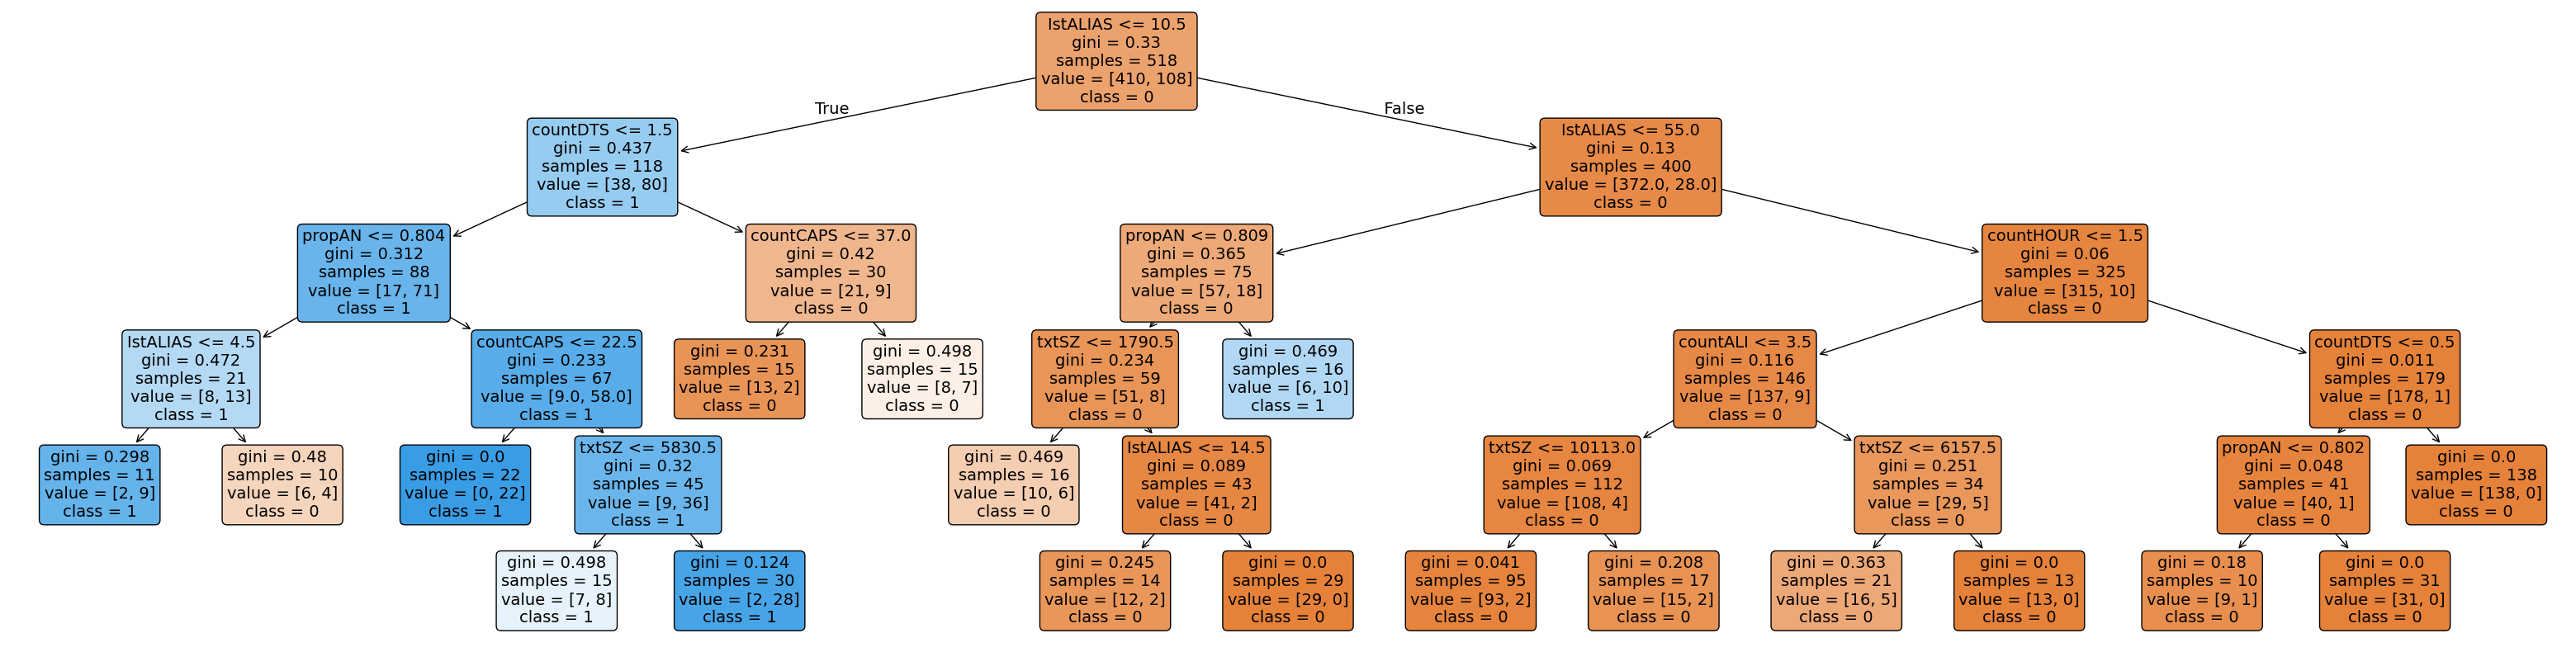 lstALIAS <= 10.5
gini = 0.33
samples = 518
value = [410, 108]
class = 0
True
False
countDTS <= 1.5
gini = 0.437
samples = 118
value = [38, 80]
class = 1
lstALIAS <= 55.0
gini = 0.13
samples = 400
value = [372.0, 28.0]
class = 0
propAN <= 0.804
gini = 0.312
samples = 88
value = [17, 71]
class = 1
countCAPS <= 37.0
gini = 0.42
samples = 30
value = [21, 9]
class = 0
propAN <= 0.809
gini = 0.365
samples = 75
value = [57, 18]
class = 0
countHOUR <= 1.5
gini = 0.06
samples = 325
value = [315, 10]
class = 0
lstALIAS <= 4.5
gini = 0.472
samples = 21
value = [8, 13]
class = 1
countCAPS <= 22.5
gini = 0.233
samples = 67
value = [9.0, 58.0]
class = 1
gini = 0.231
samples = 15
value = [13, 2]
class = 0
gini = 0.498
samples = 15
value = [8, 7]
class = 0
txtSZ <= 1790.5
gini = 0.234
samples = 59
value = [51, 8]
class = 0
gini = 0.469
samples = 16
value = [6, 10]
class = 1
countALI <= 3.5
gini = 0.116
samples = 146
value = [137, 9]
class = 0
countDTS <= 0.5
gini = 0.011
samples = 179
value = [178, 1]
class = 0
gini = 0.298
samples = 11
value = [2, 9]
class = 1
gini = 0.48
samples = 10
value = [6, 4]
class = 0
gini = 0.0
samples = 22
value = [0, 22]
class = 1
txtSZ <= 5830.5
gini = 0.32
samples = 45
value = [9, 36]
class = 1
gini = 0.469
samples = 16
value = [10, 6]
class = 0
lstALIAS <= 14.5
gini = 0.089
samples = 43
value = [41, 2]
class = 0
txtSZ <= 10113.0
gini = 0.069
samples = 112
value = [108, 4]
class = 0
txtSZ <= 6157.5
gini = 0.251
samples = 34
value = [29, 5]
class = 0
propAN <= 0.802
gini = 0.048
samples = 41
value = [40, 1]
class = 0
gini = 0.0
samples = 138
value = [138, 0]
class = 0
gini = 0.498
samples = 15
value = [7, 8]
class = 1
gini = 0.124
samples = 30
value = [2, 28]
class = 1
gini = 0.245
samples = 14
value = [12, 2]
class = 0
gini = 0.0
samples = 29
value = [29, 0]
class = 0
gini = 0.041
samples = 95
value = [93, 2]
class = 0
gini = 0.208
samples = 17
value = [15, 2]
class = 0
gini = 0.363
samples = 21
value = [16, 5]
class = 0
gini = 0.0
samples = 13
value = [13, 0]
class = 0
gini = 0.18
samples = 10
value = [9, 1]
class = 0
gini = 0.0
samples = 31
value = [31, 0]
class = 0